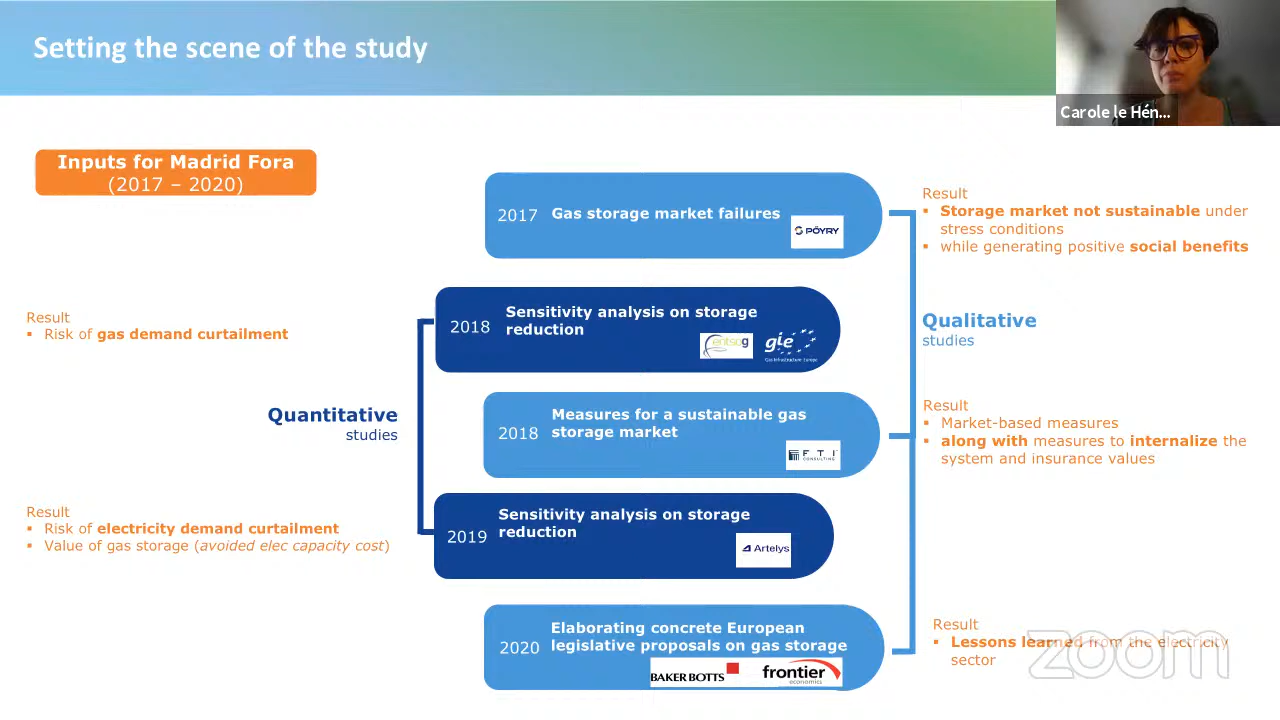 Setting the scene of the study
Carole le Hén...
Inputs for Madrid Fora
(2017 – 2020)
2017 Gas storage market failures
PÖYRY
Result
▪ Storage market not sustainable under
stress conditions
▪ while generating positive social benefits
Result
▪ Risk of gas demand curtailment
2018 Sensitivity analysis on storage
reduction
entsog
gie
Gas Infrastructure Europe
Qualitative
studies
Quantitative
studies
2018 Measures for a sustainable gas
storage market
F T I
CONSULTING
Result
▪ Market-based measures
▪ along with measures to internalize the
system and insurance values
Result
▪ Risk of electricity demand curtailment
▪ Value of gas storage (avoided elec capacity cost)
2019 Sensitivity analysis on storage
reduction
Artelys
2020 Elaborating concrete European
legislative proposals on gas storage
BAKER BOTTS
frontier
economics
Result
▪ Lessons learned from the electricity
sector
zoom